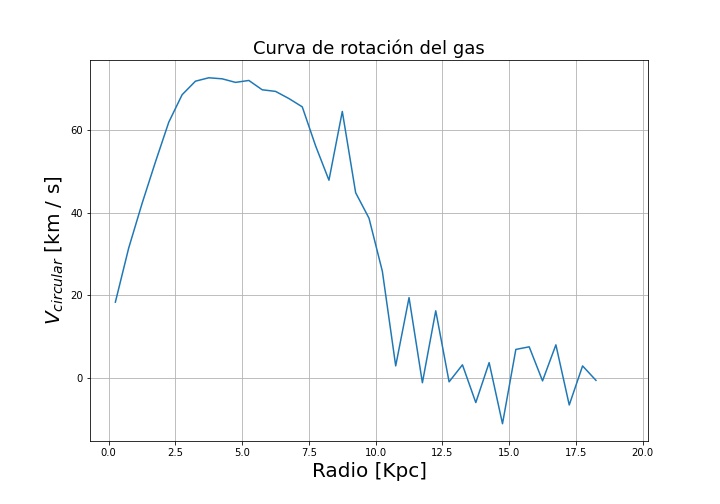 Curva de rotación del gas
V_circular [km / s]
60
40
20
0
0.0 2.5 5.0 7.5 10.0 12.5 15.0 17.5 20.0
Radio [Kpc]